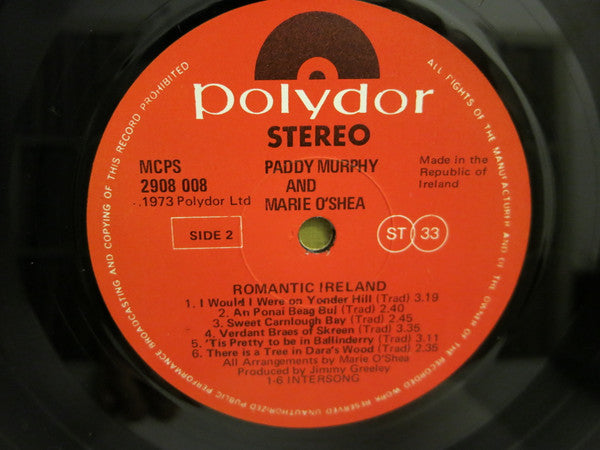 polydor
STEREO
MCPS
2908 008
..1973 Polydor Ltd
PADDY MURPHY
AND
MARIE O'SHEA
Made in the
Republic of
Ireland
SIDE 2
ST 33
ROMANTIC IRELAND
1. I Would I Were on Yonder Hill (Trad) 3.19
2. An Ponai Beag Bui (Trad) 2.40
3. Sweet Carnlough Bay (Trad) 2.45
4. Verdant Braes of Skreen (Trad) 3.35
5. 'Tis Pretty to be in Ballinderry (Trad) 3.11
6. There is a Tree in Dara's Wood (Trad) 2.35
All Arrangements by Marie O'Shea
Produced by Jimmy Greeley
1-6 INTERSONG
ALL RIGHTS OF THE MANUFACTURER AND OF THE OWNER OF THE RECORDED WORK RESERVED UNAUTHORIZED PUBLIC PERFORMANCE BROADCASTING AND COPYING OF THIS RECORD PROHIBITED